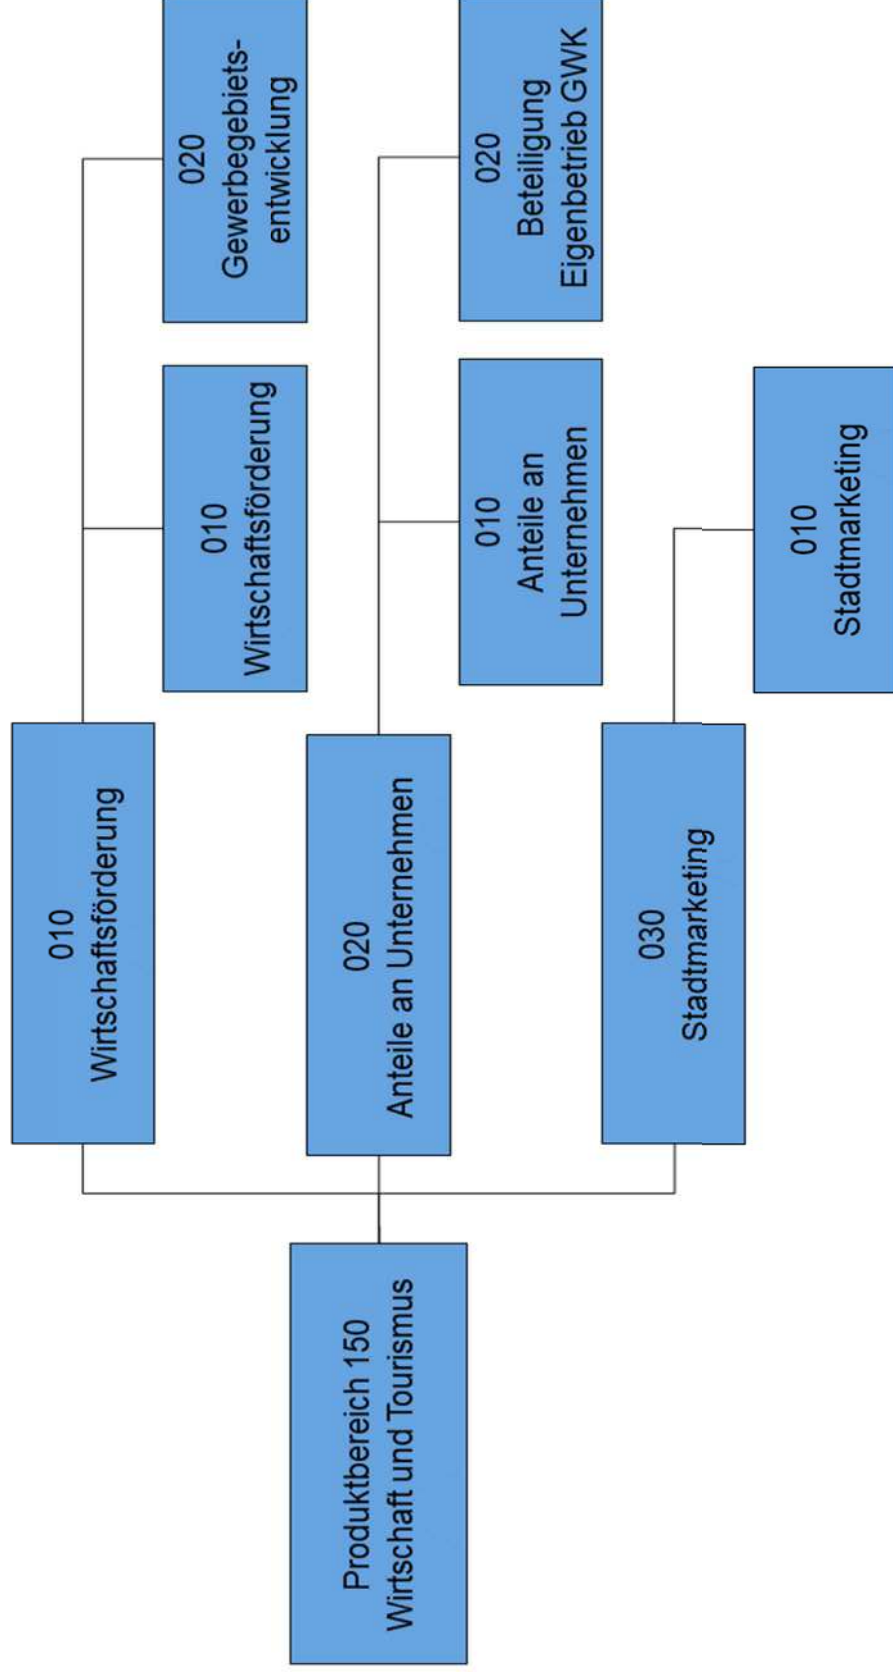 Produktbereich 150
Wirtschaft und Tourismus
010
Wirtschaftsförderung
010
Wirtschaftsförderung
020
Gewerbegebiets-
entwicklung
020
Anteile an Unternehmen
010
Anteile an
Unternehmen
020
Beteiligung
Eigenbetrieb GWK
030
Stadtmarketing
010
Stadtmarketing